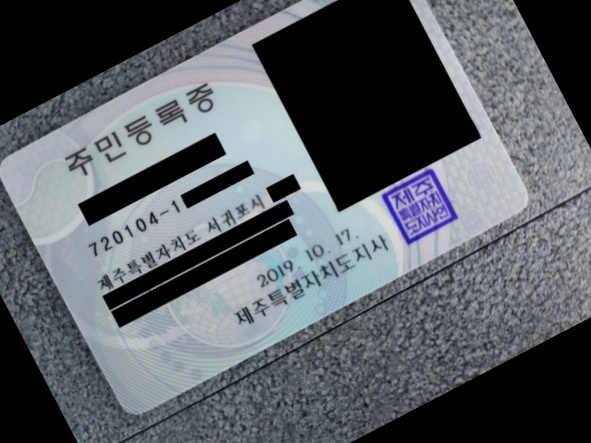 주민등록증
720104-1
제주특별자치도 서귀포시
2019. 10. 17.
제주특별자치도지사